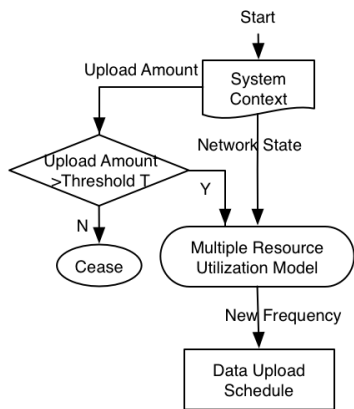 Start
Upload Amount
System
Context
Network State
Upload Amount
>Threshold T
Y
N
Cease
Multiple Resource
Utilization Model
New Frequency
Data Upload
Schedule